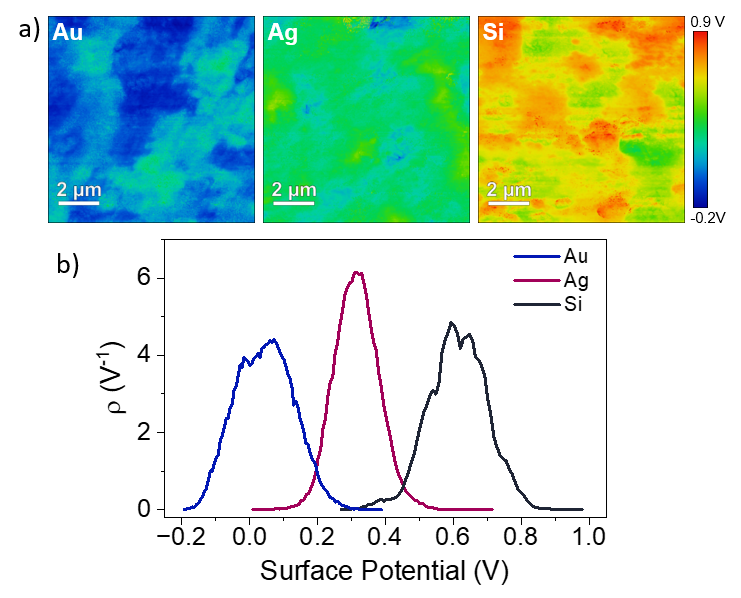 a)
Au
Ag
Si
0.9 V
2 µm
2 µm
2 µm
-0.2V
b)
Au
Ag
Si
6
4
2
0
ρ (V-1)
−0.2
0.0
0.2
0.4
0.6
0.8
1.0
Surface Potential (V)